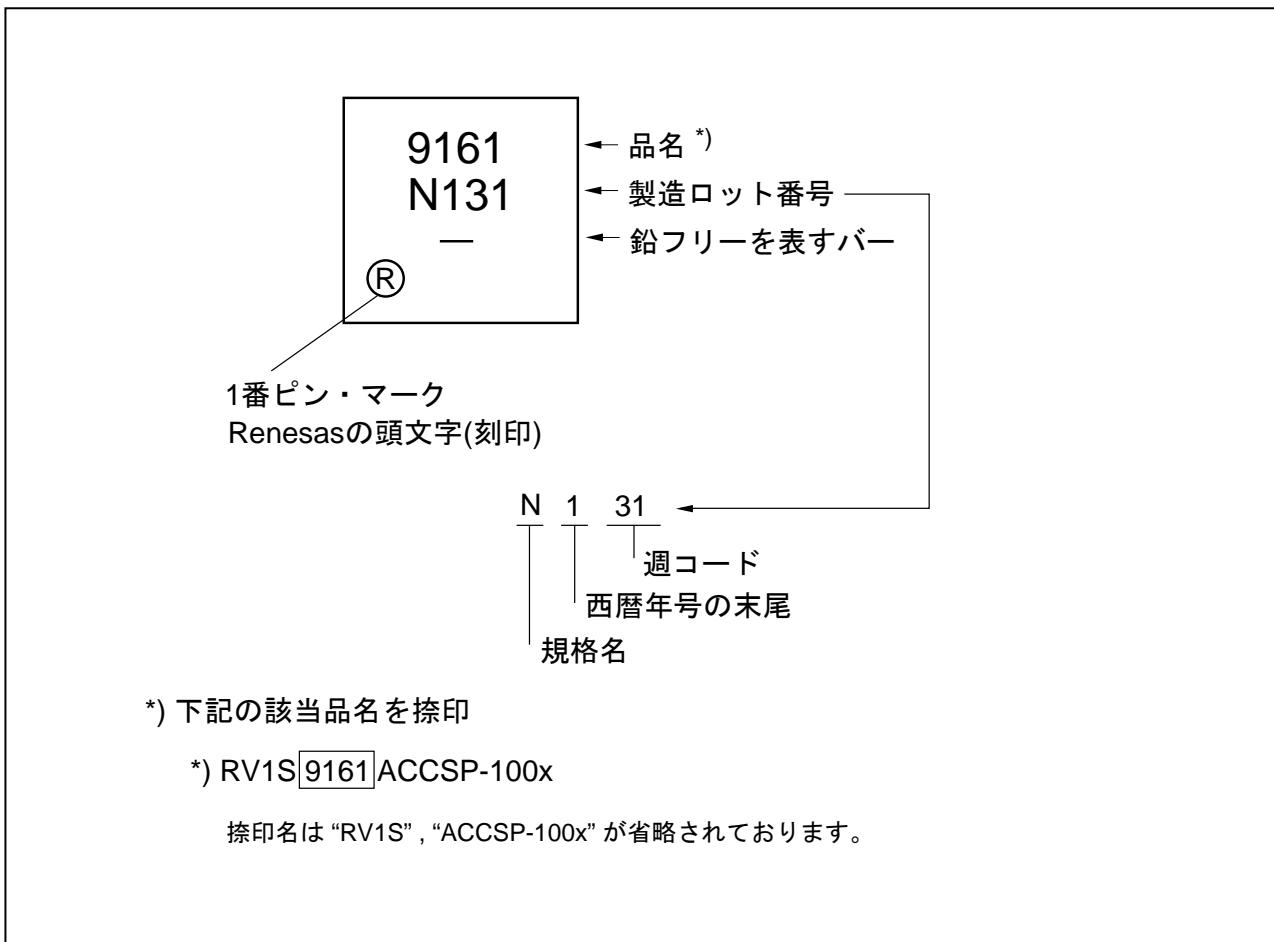 9161
N131
—
Ⓡ
品名 *)
製造ロット番号
鉛フリーを表すバー
1番ピン・マーク
Renesasの頭文字(刻印)
N 1 31
週コード
西暦年号の末尾
規格名
*) 下記の該当品名を捺印
*) RV1S9161ACCSP-100x
捺印名は “RV1S” , “ACCSP-100x” が省略されております。